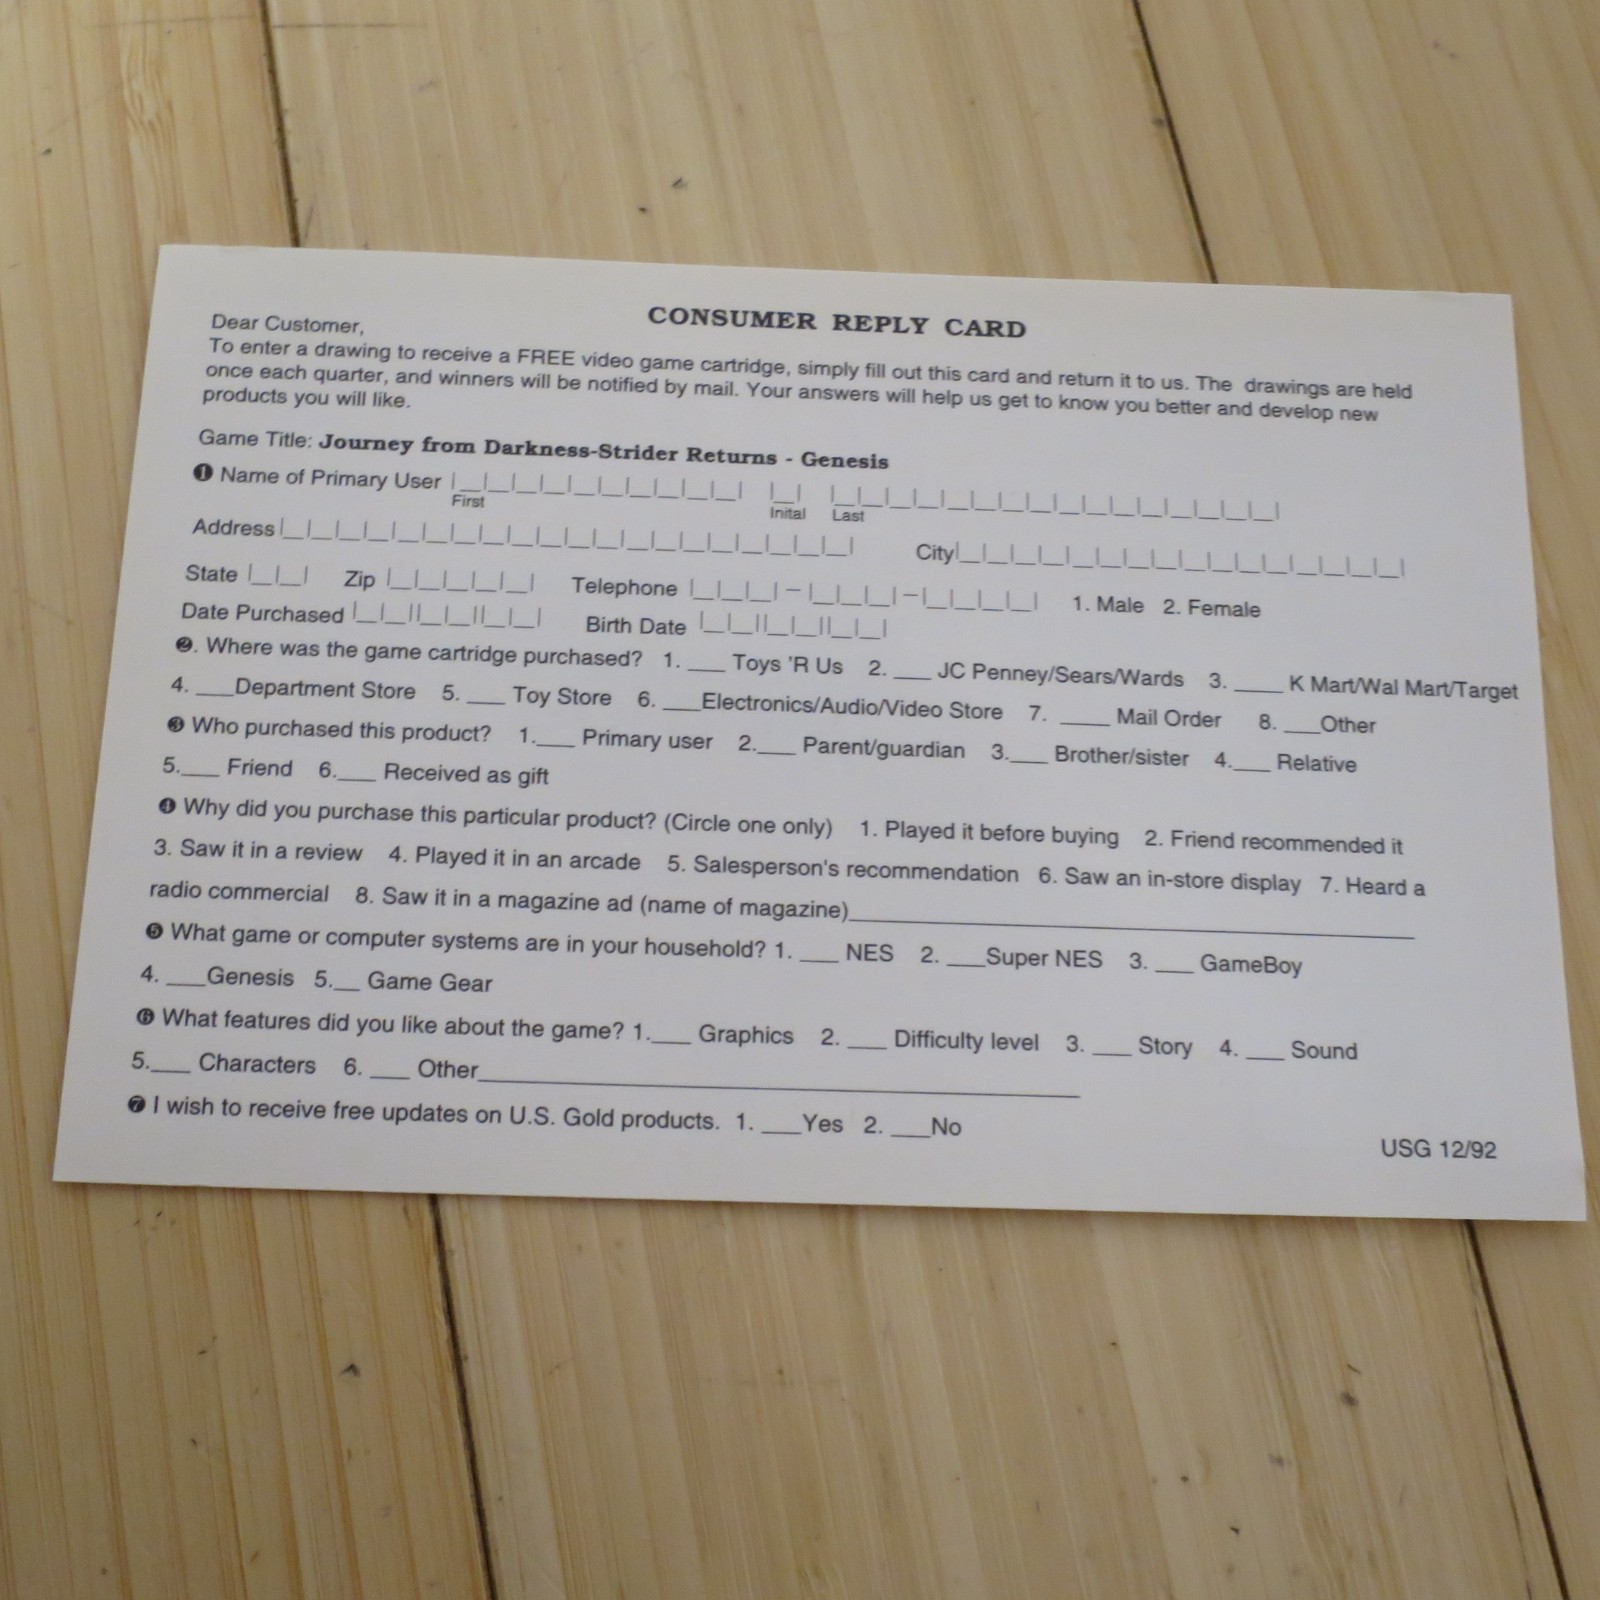 CONSUMER REPLY CARD
Dear Customer,
To enter a drawing to receive a FREE video game cartridge, simply fill out this card and return it to us. The drawings are held
once each quarter, and winners will be notified by mail. Your answers will help us get to know you better and develop new
products you will like.
Game Title: Journey from Darkness-Strider Returns - Genesis
❶ Name of Primary User
First Inital Last
Address City
State Zip Telephone – – 1. Male 2. Female
Date Purchased Birth Date
❷. Where was the game cartridge purchased? 1. ___ Toys 'R Us 2. ___ JC Penney/Sears/Wards 3. ____ K Mart/Wal Mart/Target
4. ___Department Store 5. ___ Toy Store 6. ___Electronics/Audio/Video Store 7. ____ Mail Order 8. ___Other
❸ Who purchased this product? 1.___ Primary user 2.___ Parent/guardian 3.___ Brother/sister 4.___ Relative
5.___ Friend 6.___ Received as gift
❹ Why did you purchase this particular product? (Circle one only) 1. Played it before buying 2. Friend recommended it
3. Saw it in a review 4. Played it in an arcade 5. Salesperson's recommendation 6. Saw an in-store display 7. Heard a
radio commercial 8. Saw it in a magazine ad (name of magazine)______________________________
❺ What game or computer systems are in your household? 1. ___ NES 2. ___Super NES 3. ___ GameBoy
4. ___Genesis 5.__ Game Gear
❻ What features did you like about the game? 1.___ Graphics 2. ___ Difficulty level 3. ___ Story 4. ___ Sound
5.___ Characters 6. ___ Other______________________________
❼ I wish to receive free updates on U.S. Gold products. 1. ___Yes 2. ___No
USG 12/92